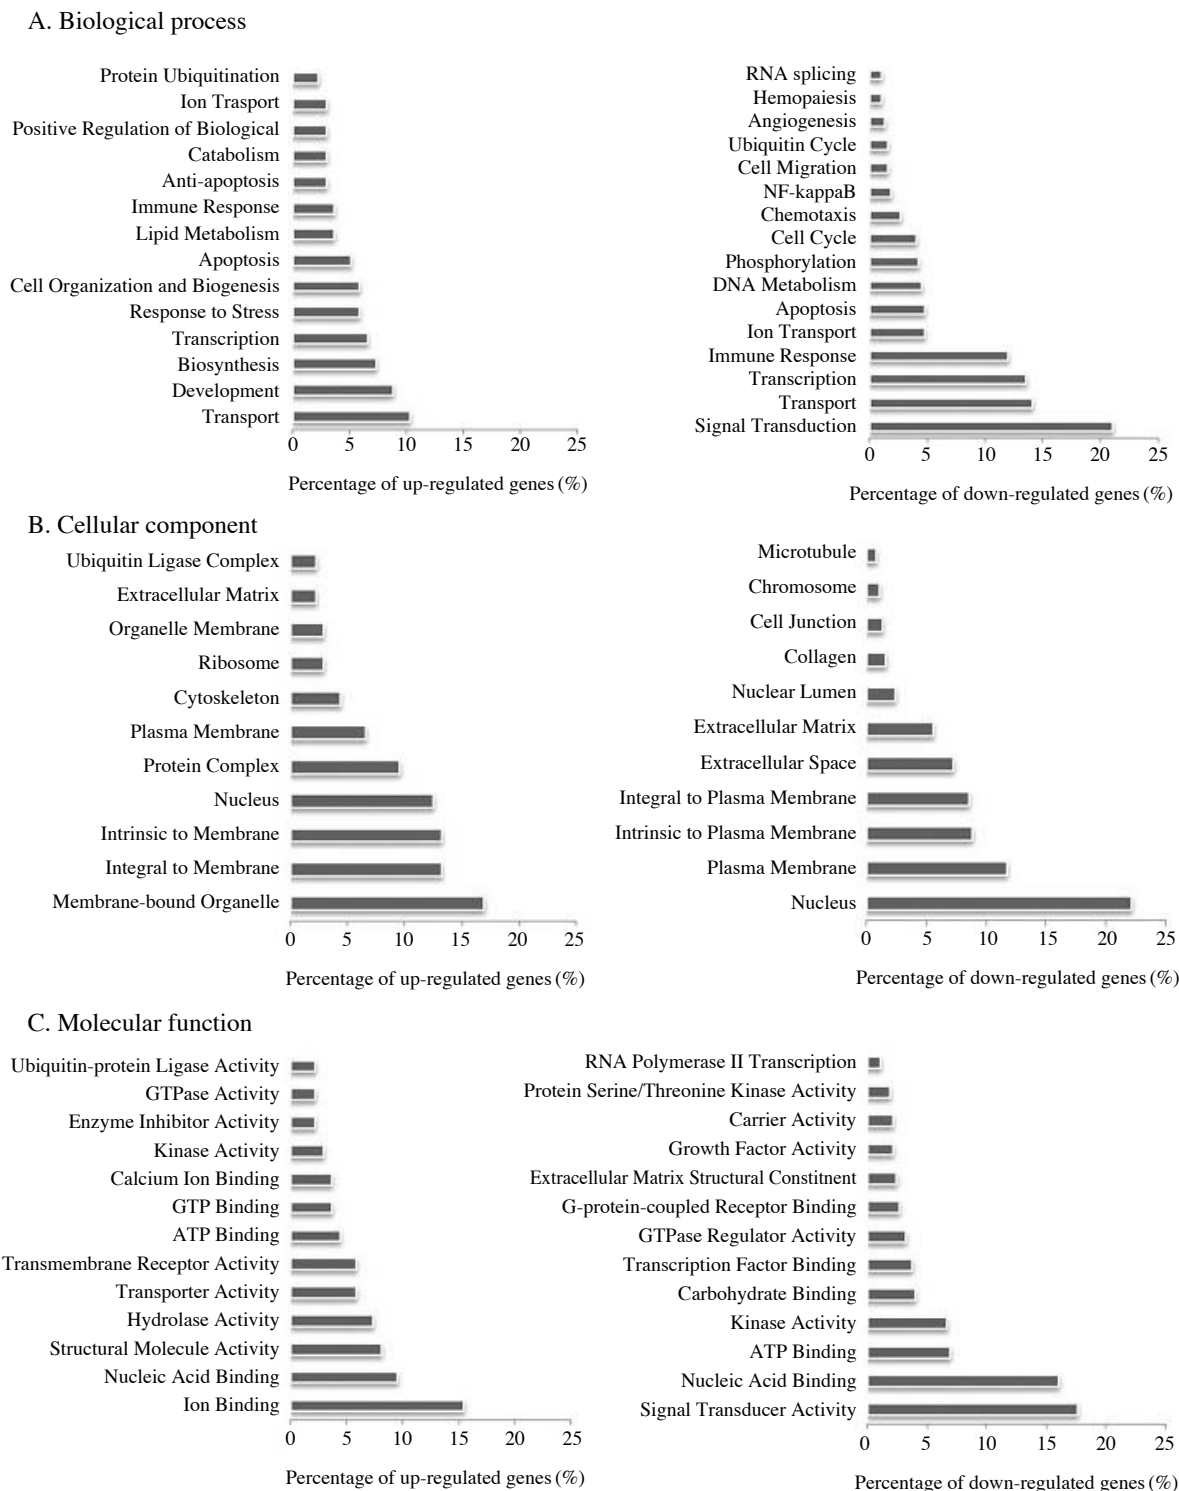 A. Biological process
Protein Ubiquitination
Ion Trasport
Positive Regulation of Biological
Catabolism
Anti-apoptosis
Immune Response
Lipid Metabolism
Apoptosis
Cell Organization and Biogenesis
Response to Stress
Transcription
Biosynthesis
Development
Transport
0 5 10 15 20 25
Percentage of up-regulated genes (%)
RNA splicing
Hemopaiesis
Angiogenesis
Ubiquitin Cycle
Cell Migration
NF-kappaB
Chemotaxis
Cell Cycle
Phosphorylation
DNA Metabolism
Apoptosis
Ion Transport
Immune Response
Transcription
Transport
Signal Transduction
0 5 10 15 20 25
Percentage of down-regulated genes (%)
B. Cellular component
Ubiquitin Ligase Complex
Extracellular Matrix
Organelle Membrane
Ribosome
Cytoskeleton
Plasma Membrane
Protein Complex
Nucleus
Intrinsic to Membrane
Integral to Membrane
Membrane-bound Organelle
0 5 10 15 20 25
Percentage of up-regulated genes (%)
Microtubule
Chromosome
Cell Junction
Collagen
Nuclear Lumen
Extracellular Matrix
Extracellular Space
Integral to Plasma Membrane
Intrinsic to Plasma Membrane
Plasma Membrane
Nucleus
0 5 10 15 20 25
Percentage of down-regulated genes (%)
C. Molecular function
Ubiquitin-protein Ligase Activity
GTPase Activity
Enzyme Inhibitor Activity
Kinase Activity
Calcium Ion Binding
GTP Binding
ATP Binding
Transmembrane Receptor Activity
Transporter Activity
Hydrolase Activity
Structural Molecule Activity
Nucleic Acid Binding
Ion Binding
0 5 10 15 20 25
Percentage of up-regulated genes (%)
RNA Polymerase II Transcription
Protein Serine/Threonine Kinase Activity
Carrier Activity
Growth Factor Activity
Extracellular Matrix Structural Constitnent
G-protein-coupled Receptor Binding
GTPase Regulator Activity
Transcription Factor Binding
Carbohydrate Binding
Kinase Activity
ATP Binding
Nucleic Acid Binding
Signal Transducer Activity
0 5 10 15 20 25
Percentage of down-regulated genes (%)